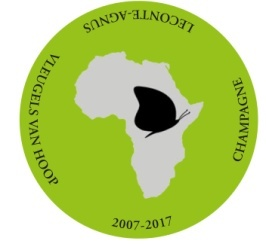 VLEUGELS VAN HOOP
LECONTE-AGNUS
CHAMPAGNE
2007-2017